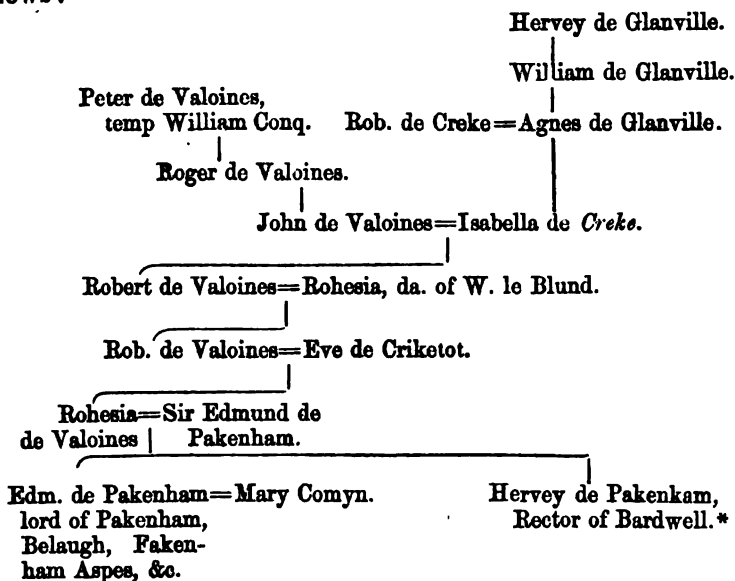 Hervey de Glanville.
William de Glanville.
Peter de Valoines,
temp William Conq.
Rob. de Creke=Agnes de Glanville.
Roger de Valoines.
John de Valoines=Isabella de Creke.
Robert de Valoines=Rohesia, da. of W. le Blund.
Rob. de Valoines=Eve de Criketot.
Rohesia=Sir Edmund de
de Valoines Pakenham.
Edm. de Pakenham=Mary Comyn.
lord of Pakenham,
Belaugh, Faken-
ham Aspes, &c.
Hervey de Pakenkam,
Rector of Bardwell.*